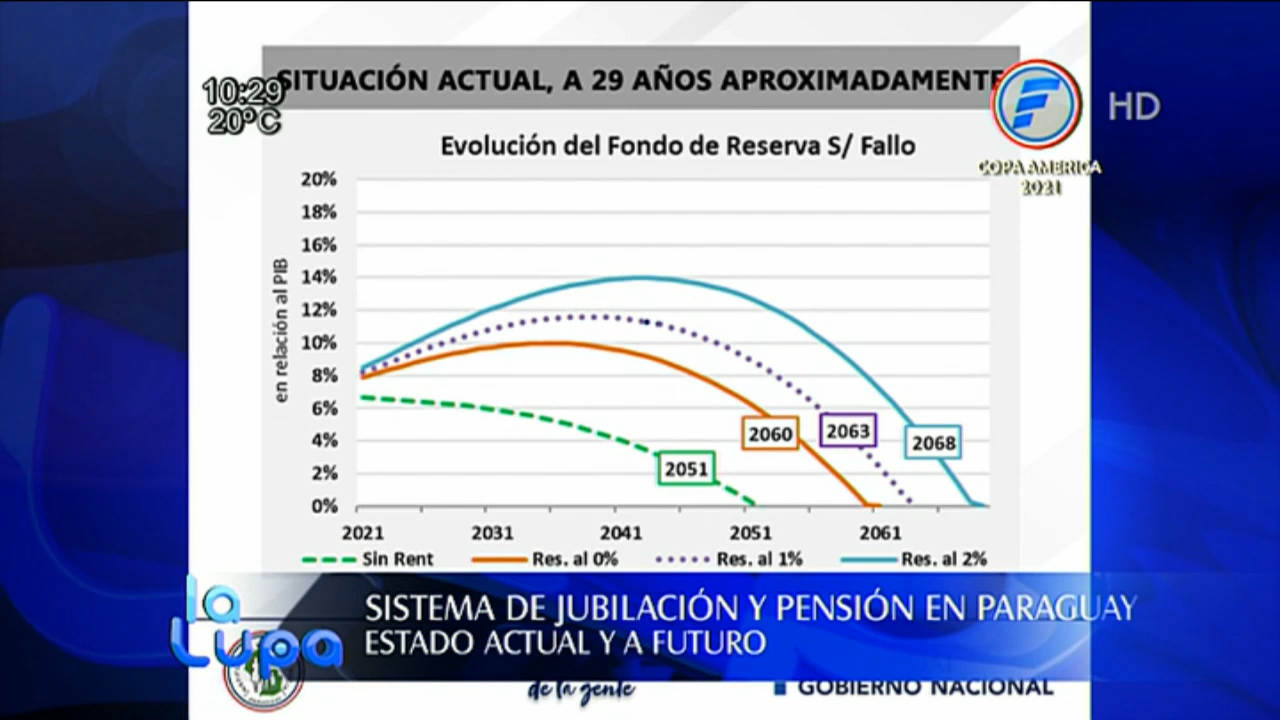 SITUACIÓN ACTUAL, A 29 AÑOS APROXIMADAMENTE
10:29
20°C
HD
COPA AMERICA
2021
Evolución del Fondo de Reserva S/ Fallo
en relación al PIB
20%
18%
16%
14%
12%
10%
8%
6%
4%
2%
0%
2051
2060
2063
2068
2021
2031
2041
2051
2061
Sin Rent
Res. al 0%
Res. al 1%
Res. al 2%
la
Lupa
SISTEMA DE JUBILACIÓN Y PENSIÓN EN PARAGUAY
ESTADO ACTUAL Y A FUTURO
de la gente
GOBIERNO NACIONAL